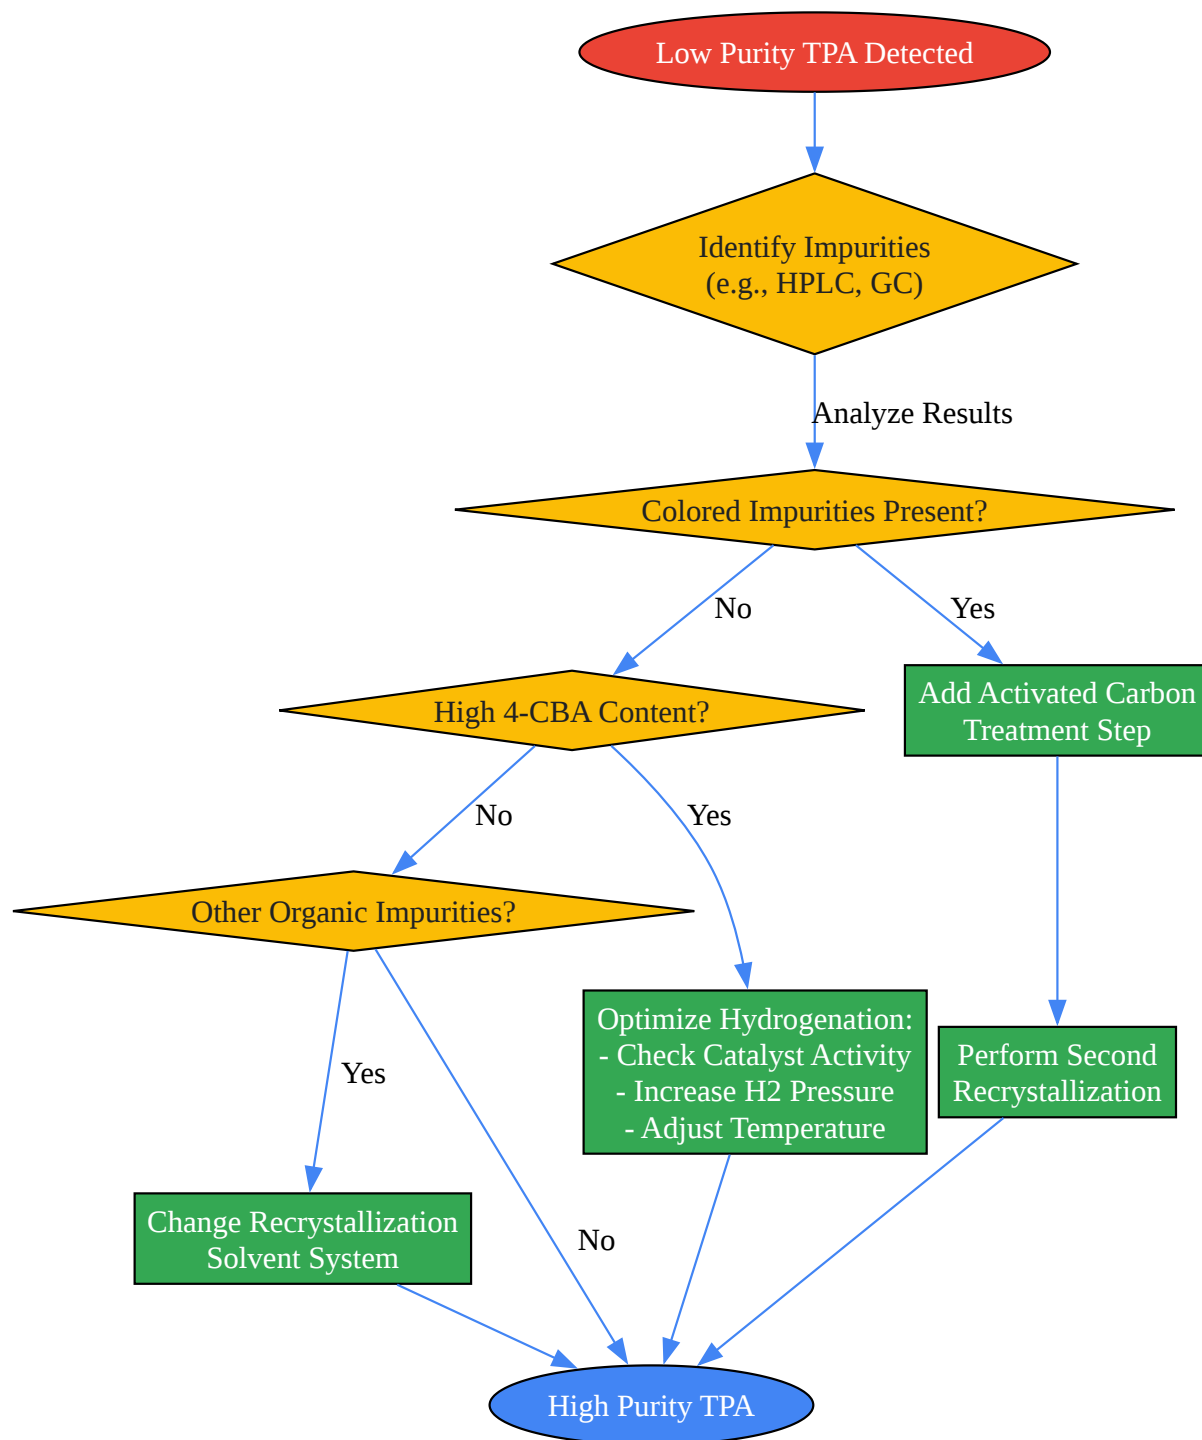 Low Purity TPA Detected
Identify Impurities
(e.g., HPLC, GC)
Analyze Results
Colored Impurities Present?
No
Yes
High 4-CBA Content?
Add Activated Carbon
Treatment Step
No
Yes
Other Organic Impurities?
Optimize Hydrogenation:
- Check Catalyst Activity
- Increase H2 Pressure
- Adjust Temperature
Perform Second
Recrystallization
Yes
Change Recrystallization
Solvent System
No
High Purity TPA